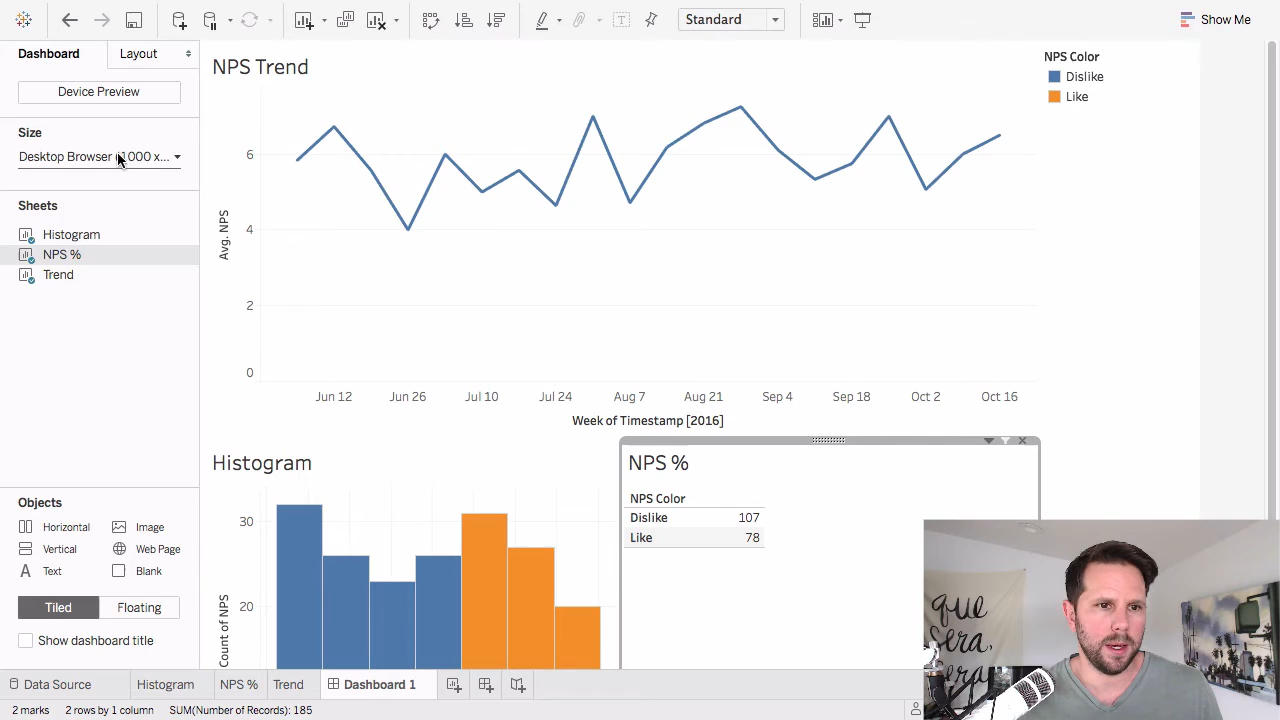 Standard
Show Me
Dashboard
Layout
Device Preview
Size
Desktop Browser (1000 x...
Sheets
Histogram
NPS %
Trend
Objects
Horizontal
Image
Vertical
Web Page
Text
Blank
Tiled
Floating
Show dashboard title
NPS Trend
NPS Color
Dislike
Like
Avg. NPS
6
4
2
0
Jun 12 Jun 26 Jul 10 Jul 24 Aug 7 Aug 21 Sep 4 Sep 18 Oct 2 Oct 16
Week of Timestamp [2016]
Histogram
Count of NPS
30
20
NPS %
NPS Color
Dislike 107
Like 78
que
sera,
sera
Data Source
Histogram
NPS %
Trend
Dashboard 1
2 marks 2 rows by 1 column SUM(Number of Records): 185